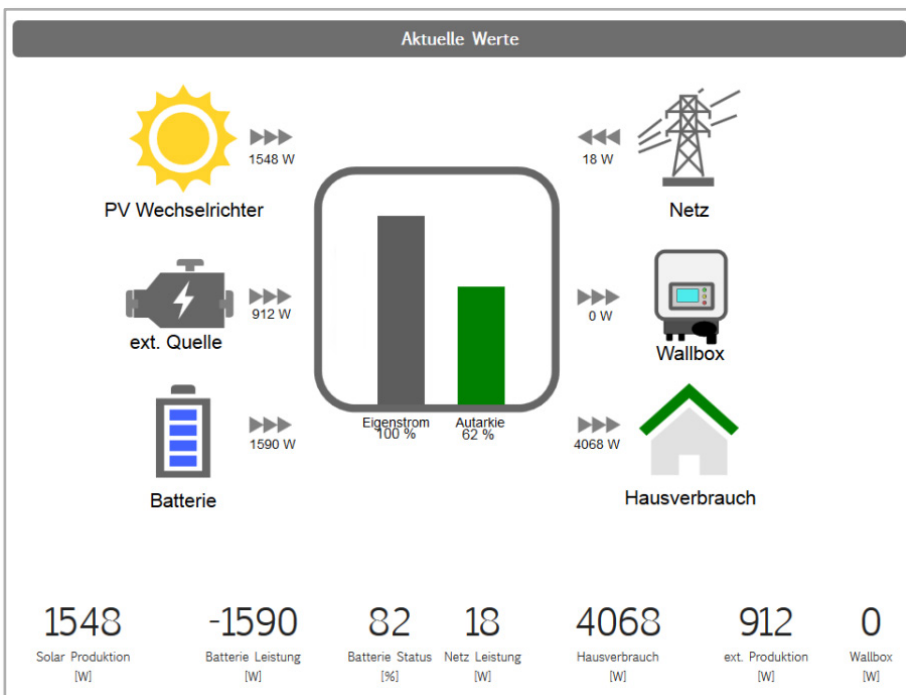 Aktuelle Werte
1548 W
18 W
PV Wechselrichter
Netz
912 W
0 W
ext. Quelle
Wallbox
1590 W
Eigenstrom
100 %
Autarkie
62 %
4068 W
Batterie
Hausverbrauch
1548
-1590
82
18
4068
912
0
Solar Produktion
Batterie Leistung
Batterie Status
Netz Leistung
Hausverbrauch
ext. Produktion
Wallbox
[W]
[W]
[%]
[W]
[W]
[W]
[W]